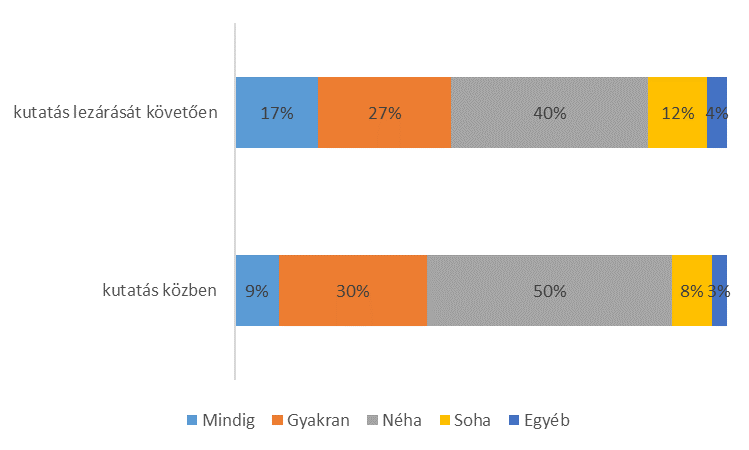 kutatás lezárását követően
17% 27% 40% 12% 4%
kutatás közben
9% 30% 50% 8% 3%
Mindig Gyakran Néha Soha Egyéb